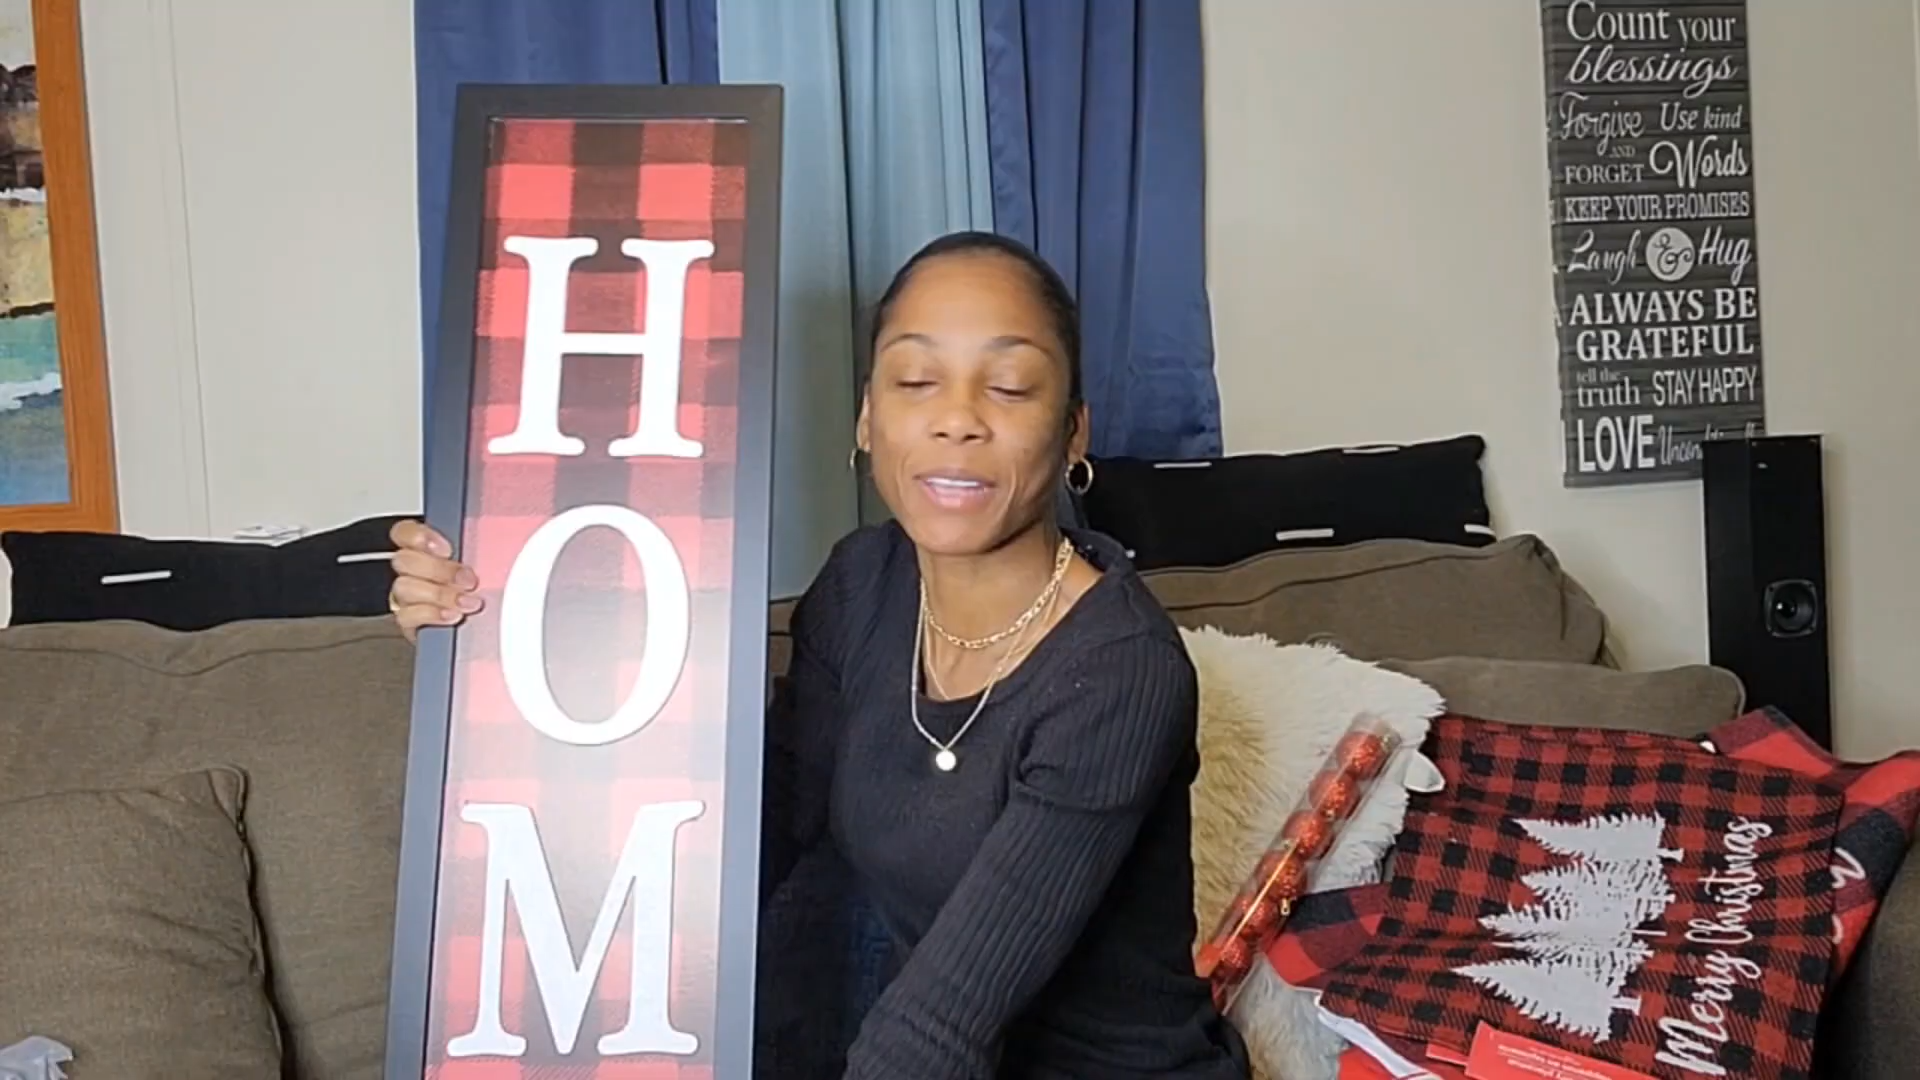 H
O
M
Count your
blessings
Forgive Use kind
AND
FORGET Words
KEEP YOUR PROMISES
Laugh & Hug
ALWAYS BE
GRATEFUL
tell the
truth STAY HAPPY
LOVE
Merry Christmas